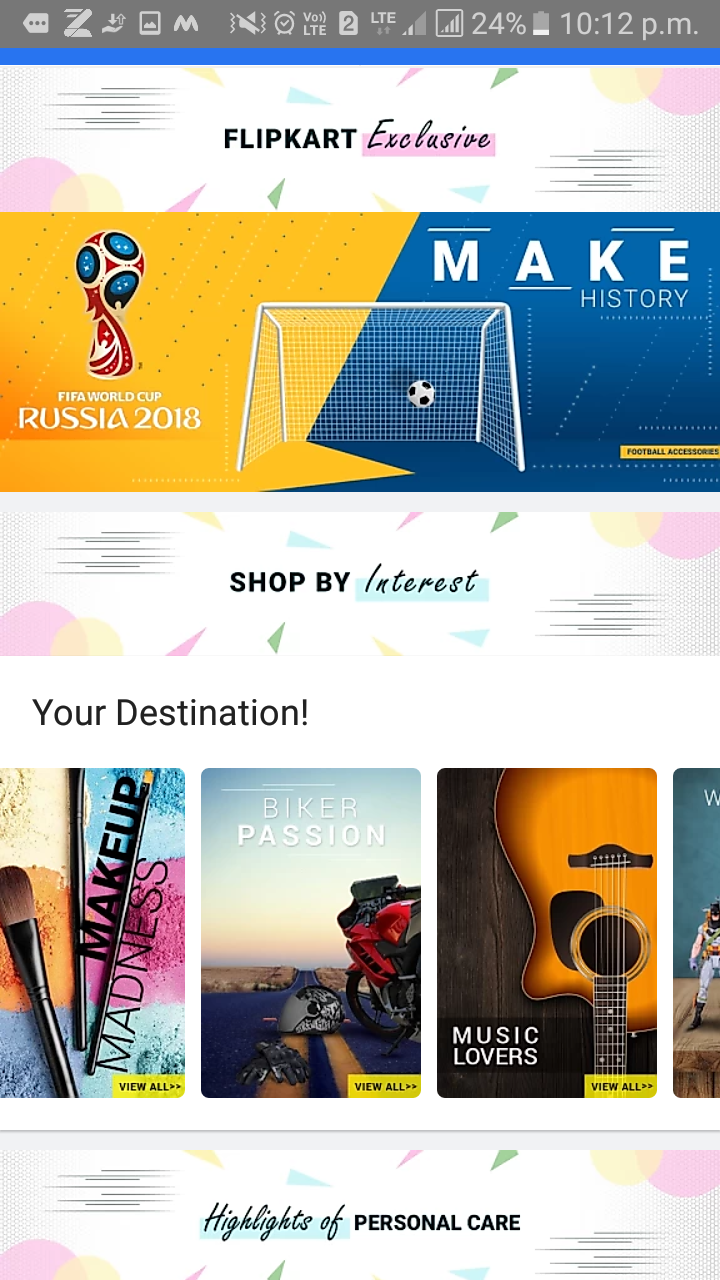 Vo))
LTE
2
LTE
24%
10:12 p.m.
FLIPKART Exclusive
MAKE
HISTORY
FIFA WORLD CUP
RUSSIA 2018
FOOTBALL ACCESSORIES
SHOP BY Interest
Your Destination!
MAKEUP
MADNESS
VIEW ALL>>
BIKER
PASSION
VIEW ALL>>
MUSIC
LOVERS
VIEW ALL>>
W
Highlights of PERSONAL CARE